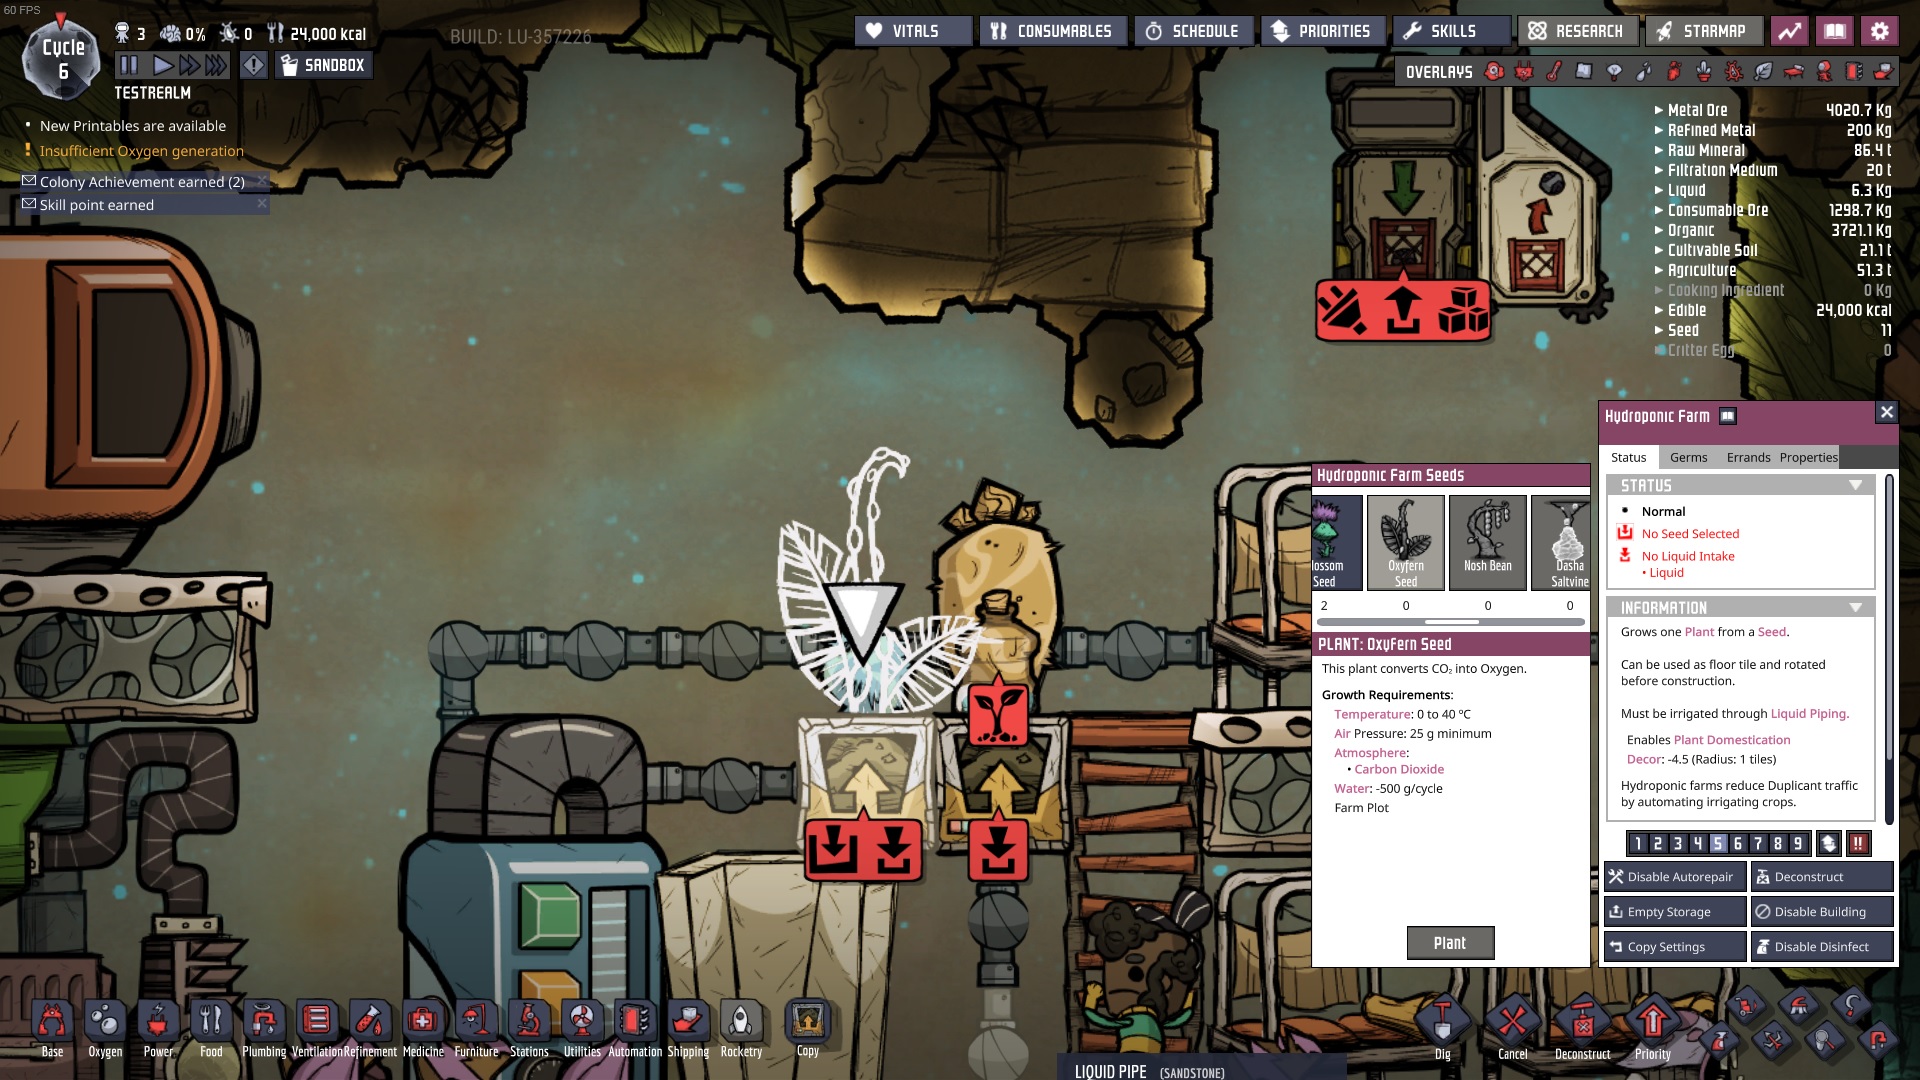 60 FPS
Cycle
6
3
0%
0
24,000 kcal
BUILD: LU-357226
SANDBOX
TESTREALM
New Printables are available
Insufficient Oxygen generation
Colony Achievement earned (2)
Skill point earned
VITALS
CONSUMABLES
SCHEDULE
PRIORITIES
SKILLS
RESEARCH
STARMAP
OVERLAYS
Metal Ore 4020.7 Kg
Refined Metal 200 Kg
Raw Mineral 86.4 t
Filtration Medium 20 t
Liquid 6.3 Kg
Consumable Ore 1298.7 Kg
Organic 3721.1 Kg
Cultivable Soil 21.1 t
Agriculture 51.3 t
Cooking Ingredient 0 Kg
Edible 24,000 kcal
Seed 11
Critter Egg 0
Hydroponic Farm Seeds
lossom
Seed
Oxyfern
Seed
Nosh Bean
Dasha
Saltvine
2 0 0 0
PLANT: Oxyfern Seed
This plant converts CO₂ into Oxygen.
Growth Requirements:
Temperature: 0 to 40 ºC
Air Pressure: 25 g minimum
Atmosphere:
• Carbon Dioxide
Water: -500 g/cycle
Farm Plot
Plant
Hydroponic Farm
Status Germs Errands Properties
STATUS
Normal
No Seed Selected
No Liquid Intake
• Liquid
INFORMATION
Grows one Plant from a Seed.
Can be used as floor tile and rotated
before construction.
Must be irrigated through Liquid Piping.
Enables Plant Domestication
Decor: -4.5 (Radius: 1 tiles)
Hydroponic farms reduce Duplicant traffic
by automating irrigating crops.
1 2 3 4 5 6 7 8 9 !!
Disable Autorepair
Deconstruct
Empty Storage
Disable Building
Copy Settings
Disable Disinfect
Base
Oxygen
Power
Food
Plumbing
Ventilation
Refinement
Medicine
Furniture
Stations
Utilities
Automation
Shipping
Rocketry
Copy
Dig
Cancel
Deconstruct
Priority
LIQUID PIPE (SANDSTONE)